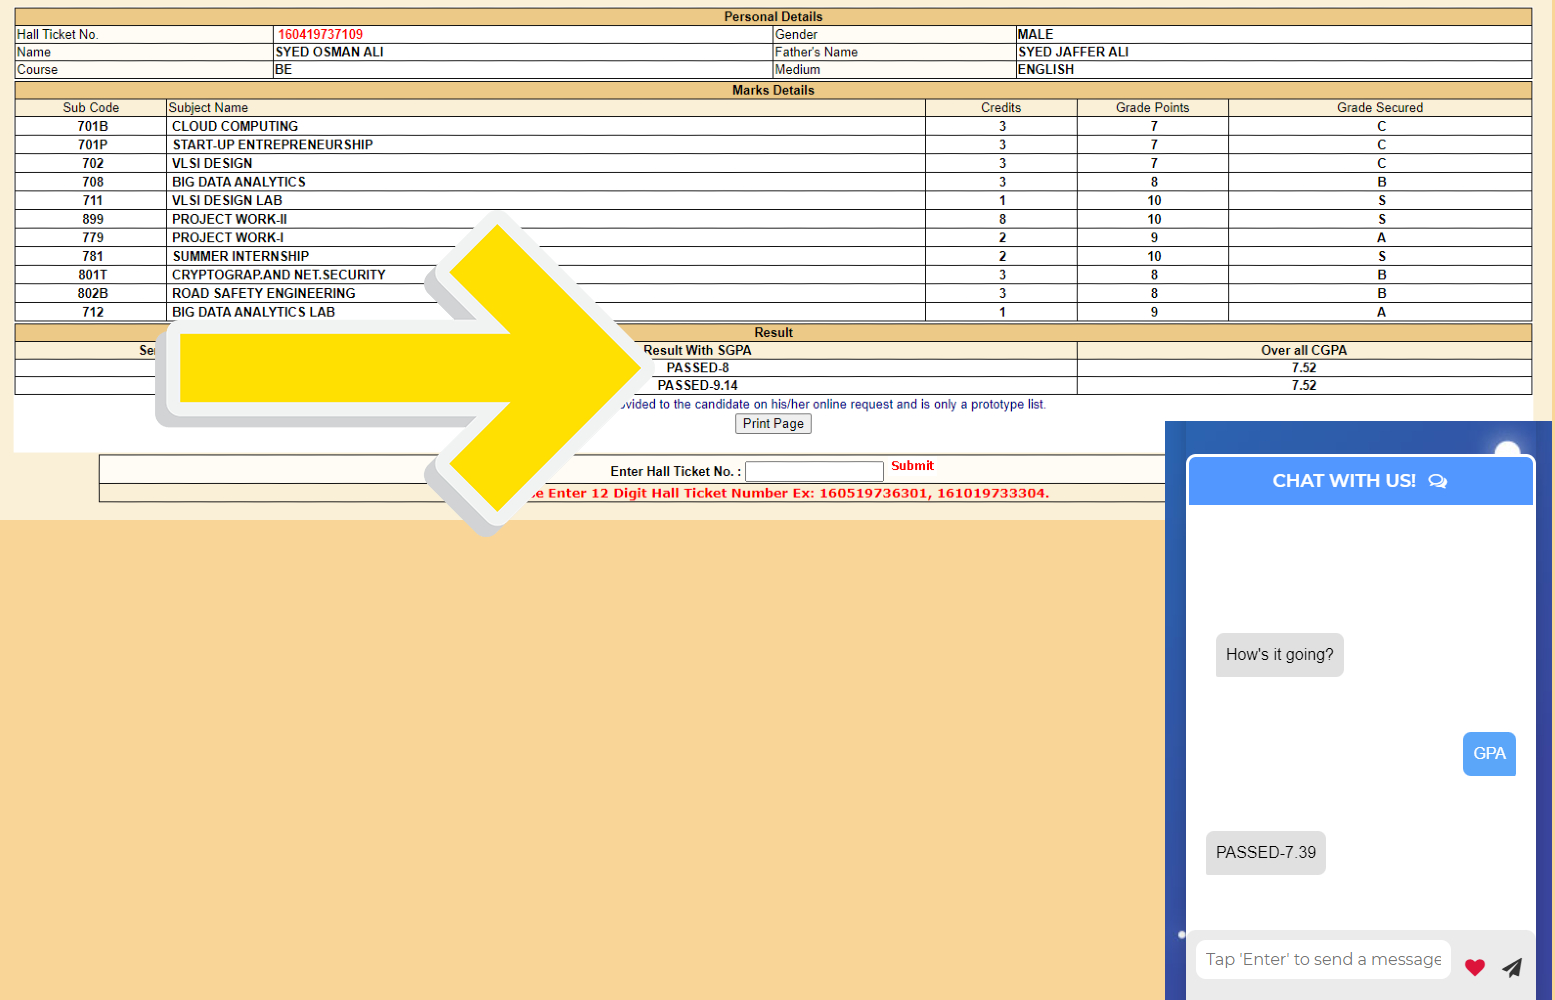 Personal Details
Hall Ticket No. 160419737109 Gender MALE
Name SYED OSMAN ALI Father's Name SYED JAFFER ALI
Course BE Medium ENGLISH
Marks Details
Sub Code Subject Name Credits Grade Points Grade Secured
701B CLOUD COMPUTING 3 7 C
701P START-UP ENTREPRENEURSHIP 3 7 C
702 VLSI DESIGN 3 7 C
708 BIG DATA ANALYTICS 3 8 B
711 VLSI DESIGN LAB 1 10 S
899 PROJECT WORK-II 8 10 S
779 PROJECT WORK-I 2 9 A
781 SUMMER INTERNSHIP 2 10 S
801T CRYPTOGRAP.AND NET.SECURITY 3 8 B
802B ROAD SAFETY ENGINEERING 3 8 B
712 BIG DATA ANALYTICS LAB 1 9 A
Result
Result With SGPA Over all CGPA
PASSED-8 7.52
PASSED-9.14 7.52
to the candidate on his/her online request and is only a prototype list.
Print Page
Enter Hall Ticket No. : Submit
Enter 12 Digit Hall Ticket Number Ex: 160519736301, 161019733304.
CHAT WITH US!
How's it going?
GPA
PASSED-7.39
Tap 'Enter' to send a message